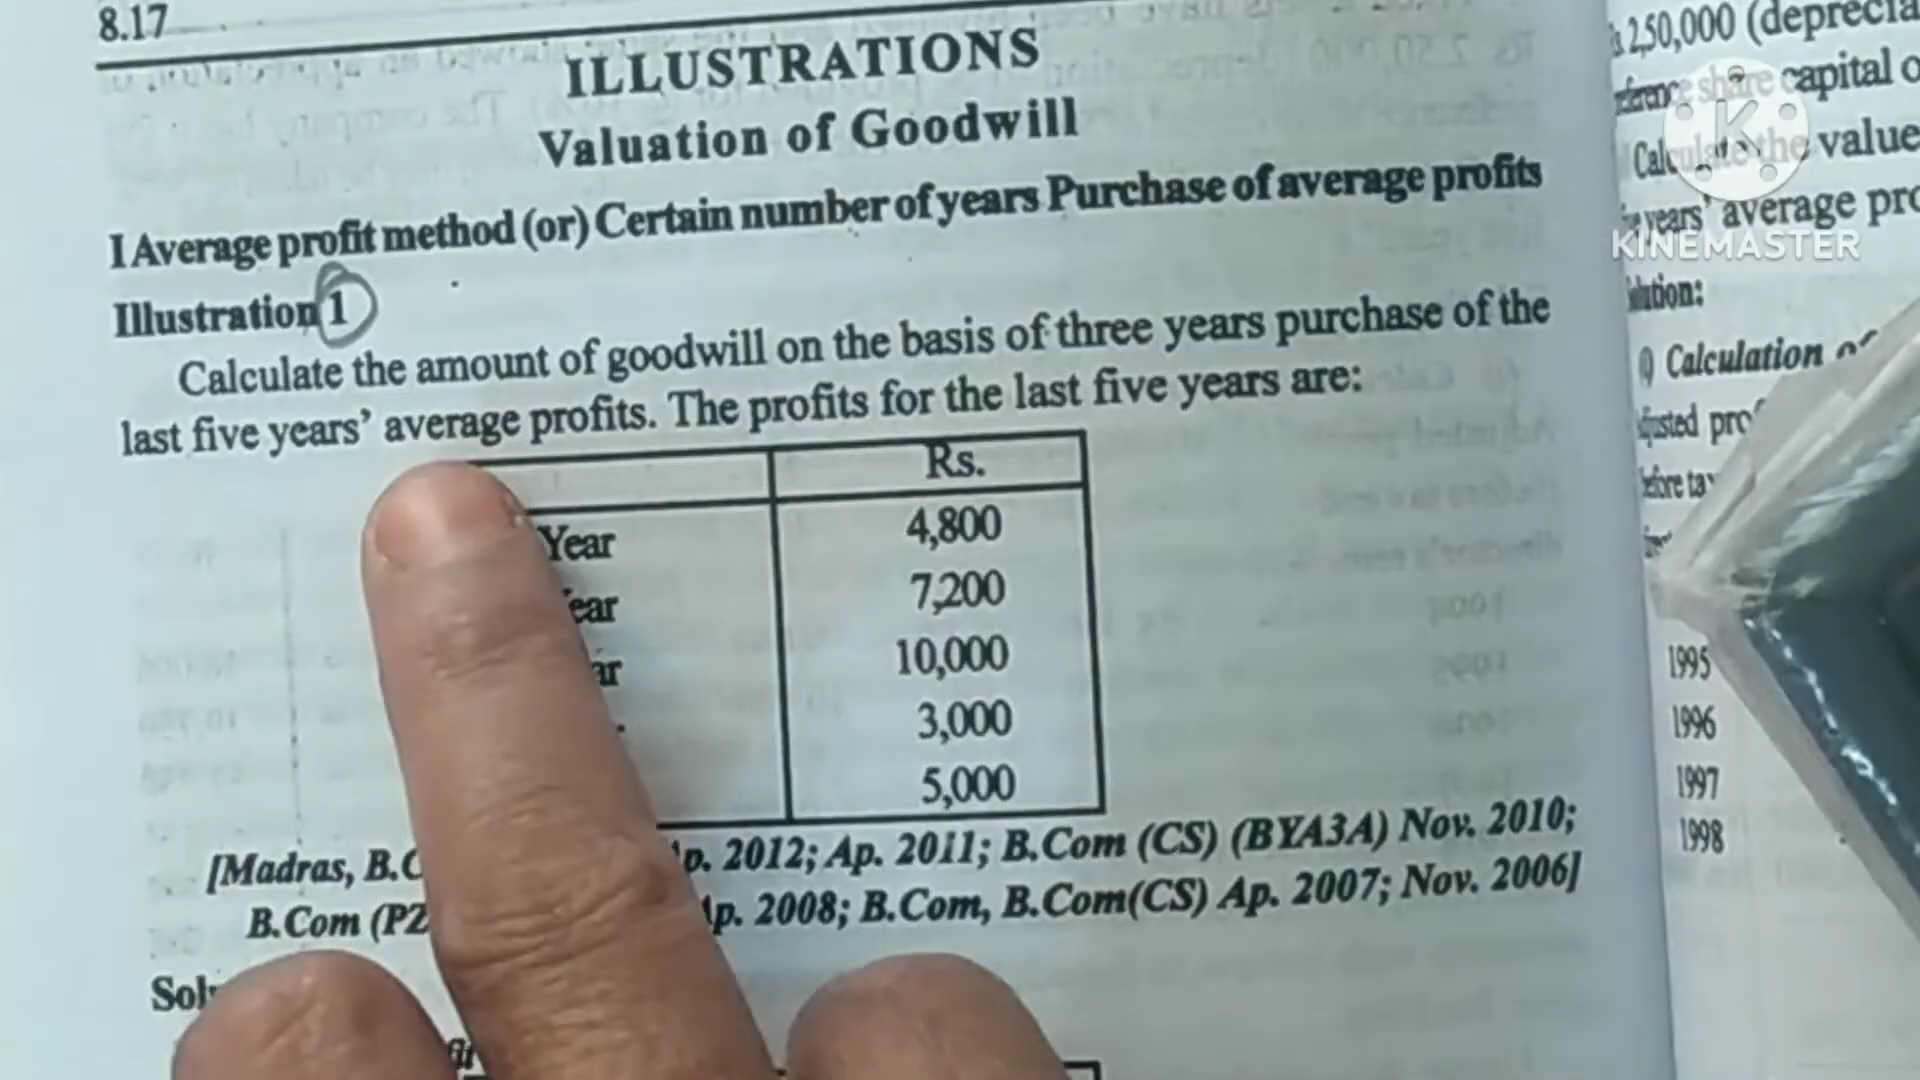 8.17
ILLUSTRATIONS
Valuation of Goodwill
I Average profit method (or) Certain number of years Purchase of average profits
Illustration 1
Calculate the amount of goodwill on the basis of three years purchase of the
last five years' average profits. The profits for the last five years are:
Rs.
Year 4,800
7,200
10,000
3,000
5,000
[Madras, B.C 2012; Ap. 2011; B.Com (CS) (BYA3A) Nov. 2010;
B.Com (PZ 2008; B.Com, B.Com(CS) Ap. 2007; Nov. 2006]
2,50,000 (deprecia
share capital o
Calculate the value
years' average pro
KINEMASTER
Calculation
1995
1996
1997
1998